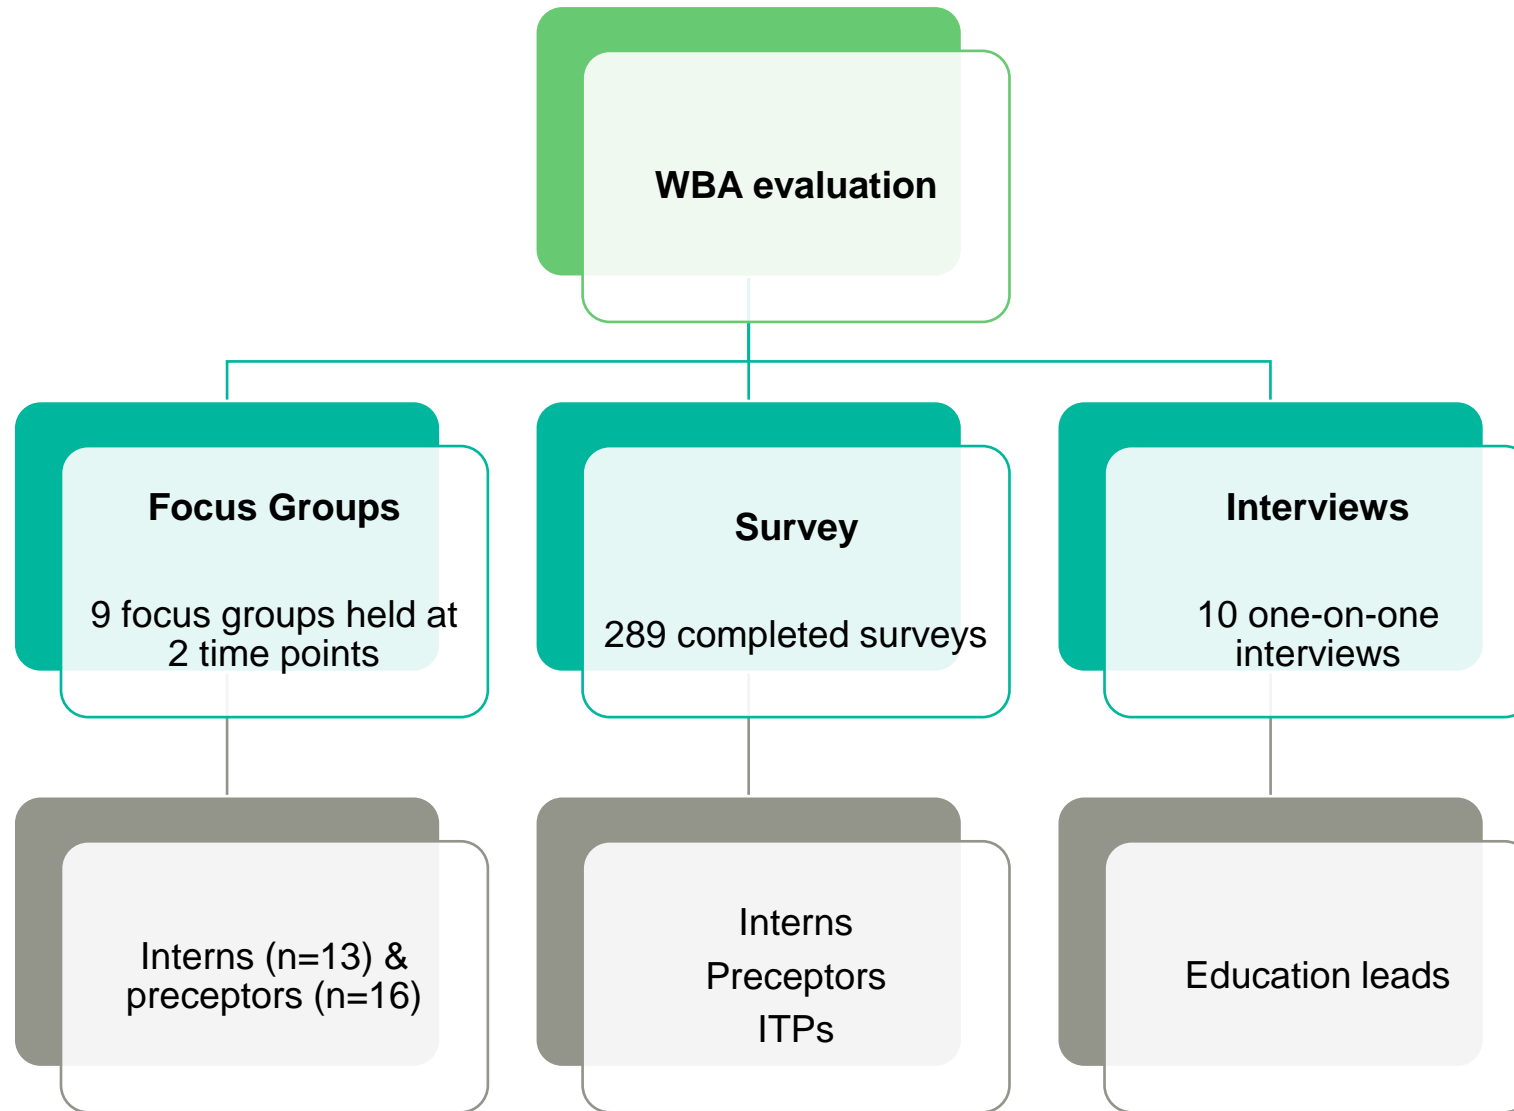 WBA evaluation
Focus Groups
9 focus groups held at
2 time points
Survey
289 completed surveys
Interviews
10 one-on-one
interviews
Interns (n=13) &
preceptors (n=16)
Interns
Preceptors
ITPs
Education leads